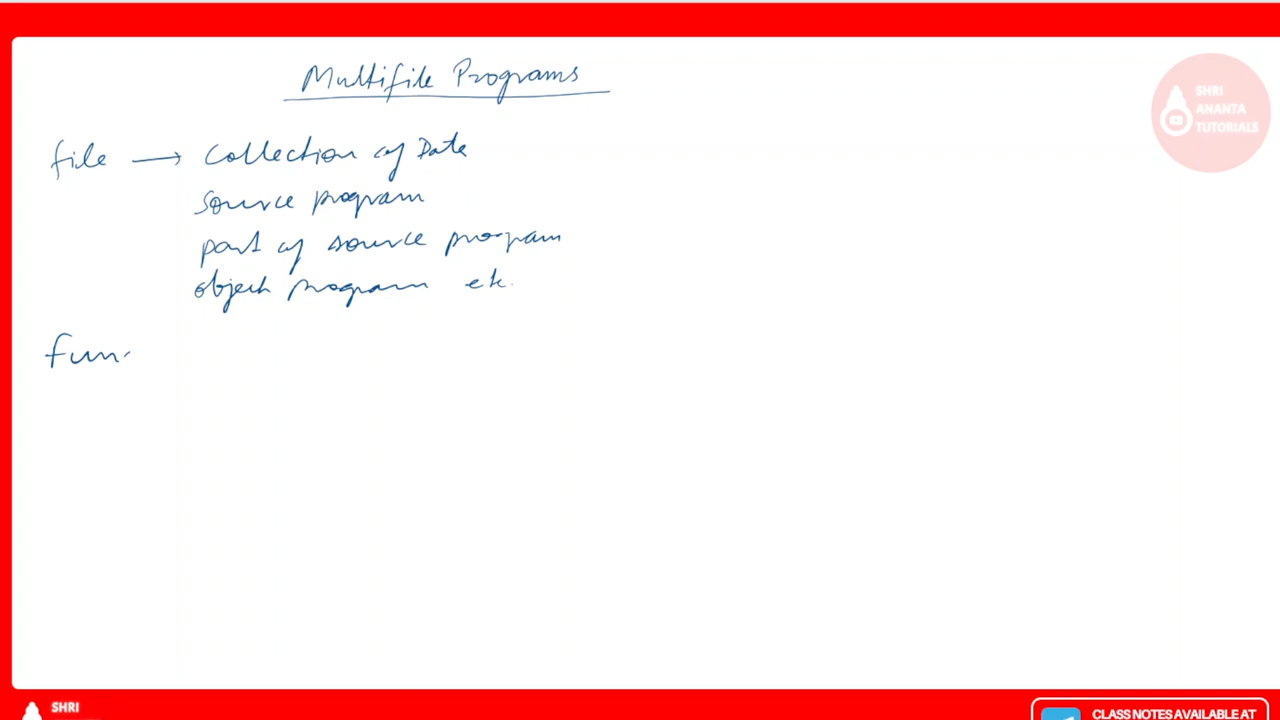 Multifile Programs
SHRI
ANANTA
TUTORIALS
file → Collection of Data
source program
part of source program
object program etc.
fun
SHRI
CLASS NOTES AVAILABLE AT